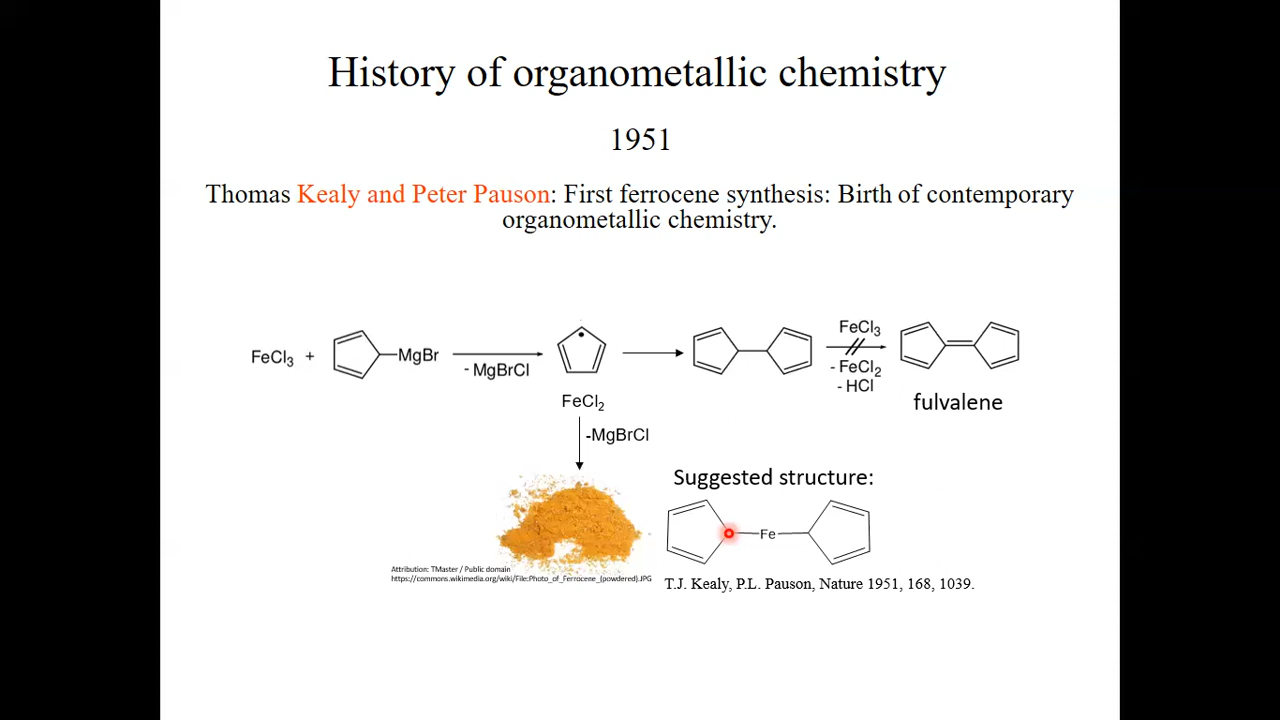 History of organometallic chemistry
1951
Thomas Kealy and Peter Pauson: First ferrocene synthesis: Birth of contemporary
organometallic chemistry.
FeCl3 + MgBr
- MgBrCl
FeCl2
-MgBrCl
FeCl3
- FeCl2
- HCl
fulvalene
Suggested structure:
Fe
Attribution: TMaster / Public domain
https://commons.wikimedia.org/wiki/File:Photo_of_Ferrocene_(powdered).JPG
T.J. Kealy, P.L. Pauson, Nature 1951, 168, 1039.